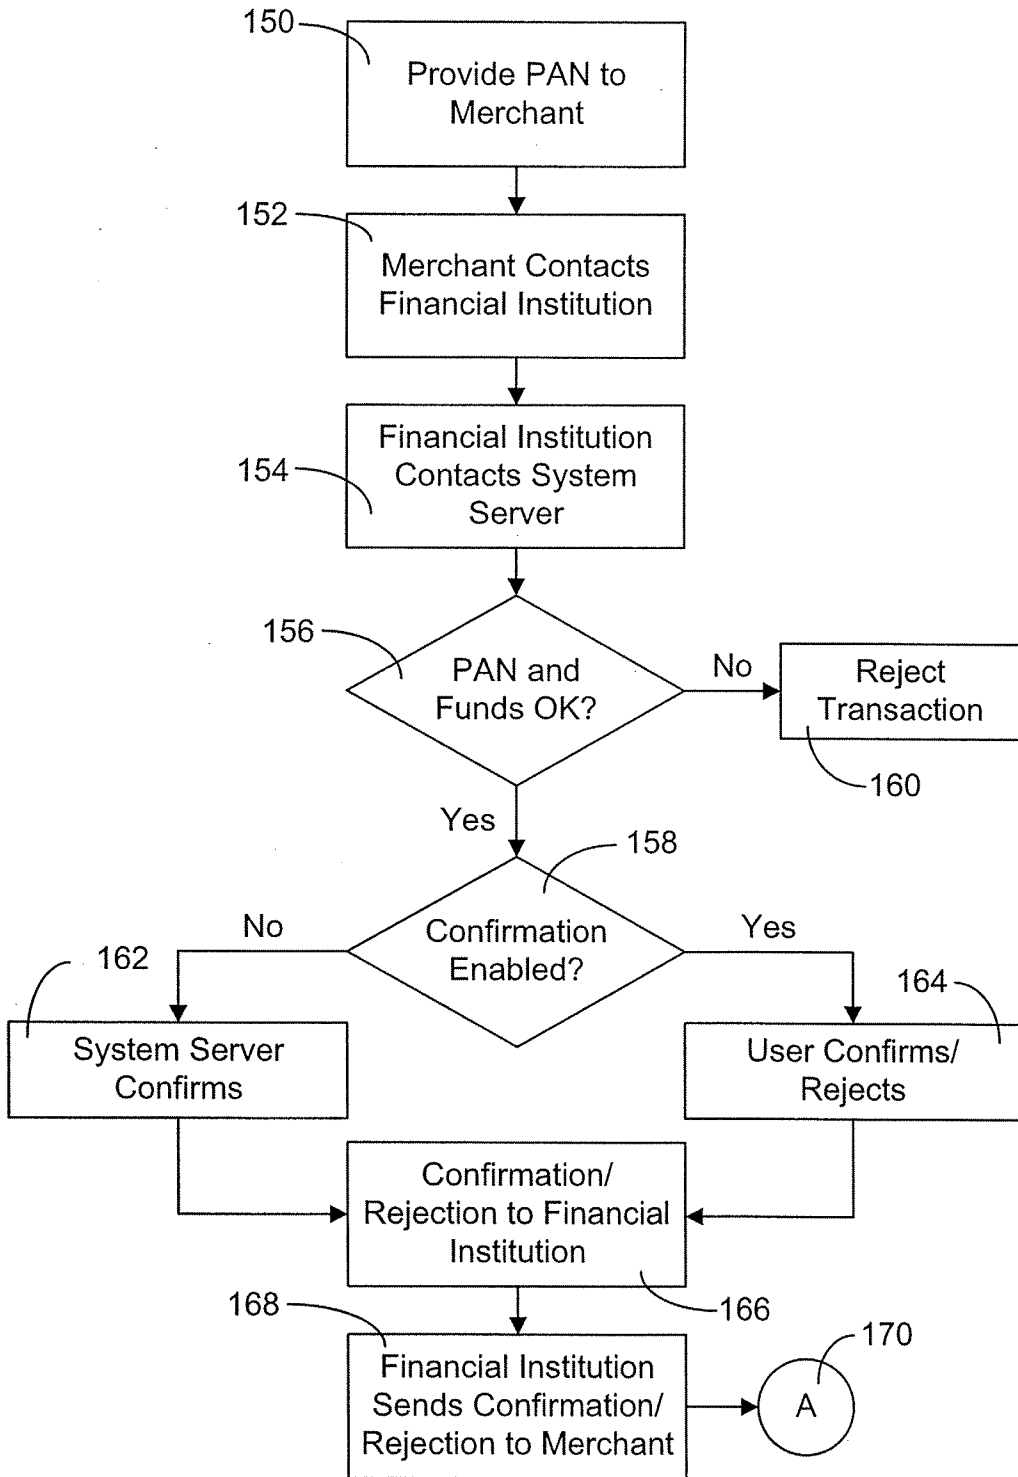 150
Provide PAN to
Merchant
152
Merchant Contacts
Financial Institution
154
Financial Institution
Contacts System
Server
156
PAN and
Funds OK?
No
Reject
Transaction
160
Yes
158
Confirmation
Enabled?
No
Yes
162
System Server
Confirms
164
User Confirms/
Rejects
Confirmation/
Rejection to Financial
Institution
166
168
Financial Institution
Sends Confirmation/
Rejection to Merchant
170
A